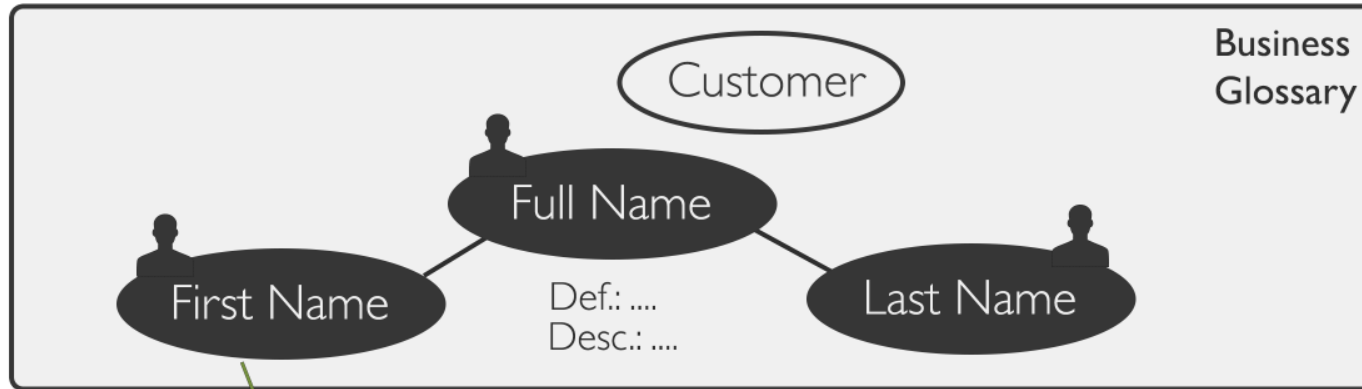 Business
Glossary
Customer
Full Name
First Name
Last Name
Def.: ....
Desc.: ....